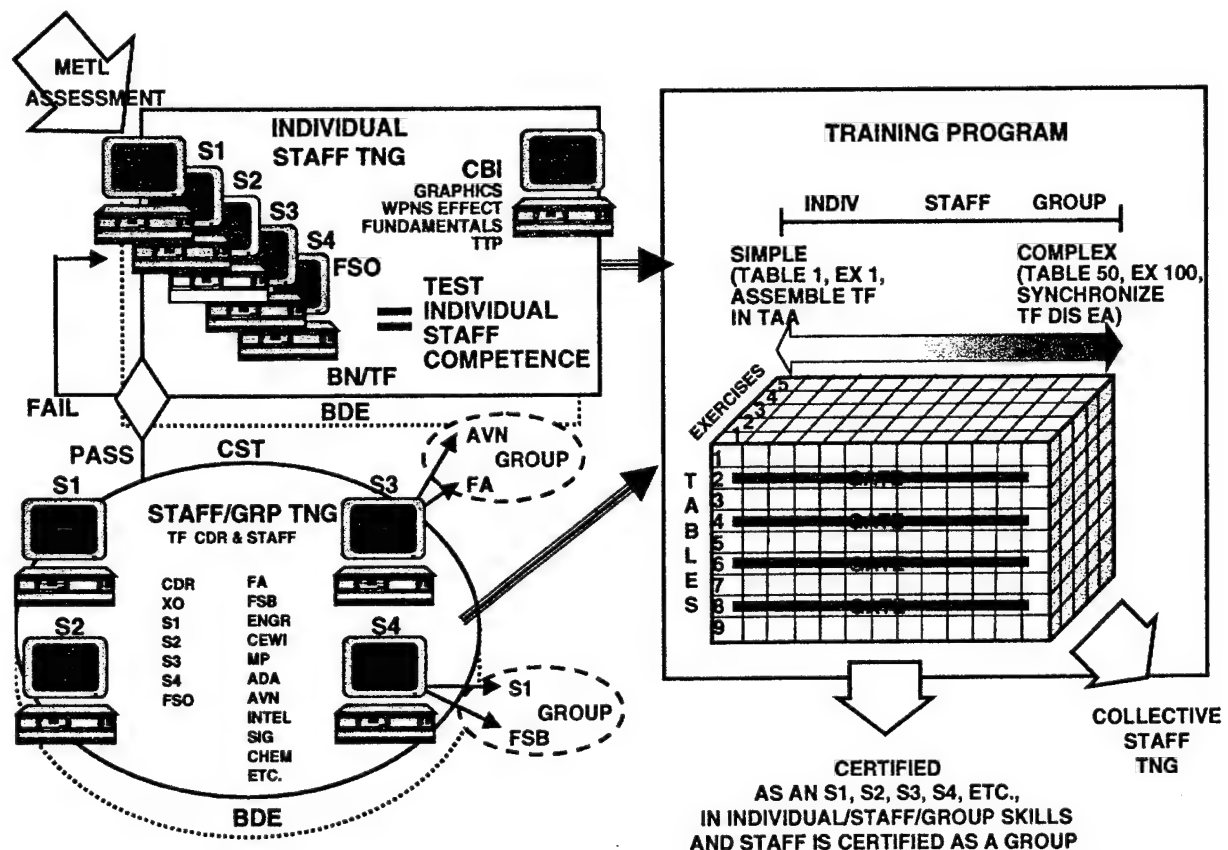 METL
ASSESSMENT
INDIVIDUAL
STAFF TNG
S1
S2
S3
S4
FSO
CBI
GRAPHICS
WPNS EFFECT
FUNDAMENTALS
TTP
TEST
INDIVIDUAL
STAFF
COMPETENCE
BN/TF
BDE
FAIL
PASS
CST
S1
S2
S3
S4
STAFF/GRP TNG
TF CDR & STAFF
CDR
XO
S1
S2
S3
S4
FSO
FA
FSB
ENGR
CEWI
MP
ADA
AVN
INTEL
SIG
CHEM
ETC.
AVN
GROUP
FA
S1
GROUP
FSB
BDE
TRAINING PROGRAM
INDIV STAFF GROUP
SIMPLE
(TABLE 1, EX 1,
ASSEMBLE TF
IN TAA
COMPLEX
(TABLE 50, EX 100,
SYNCHRONIZE
TF DIS EA)
EXERCISES
1 2 3 4 5
TABLES
1
2
3
4
5
6
7
8
9
COLLECTIVE
STAFF
TNG
CERTIFIED
AS AN S1, S2, S3, S4, ETC.,
IN INDIVIDUAL/STAFF/GROUP SKILLS
AND STAFF IS CERTIFIED AS A GROUP